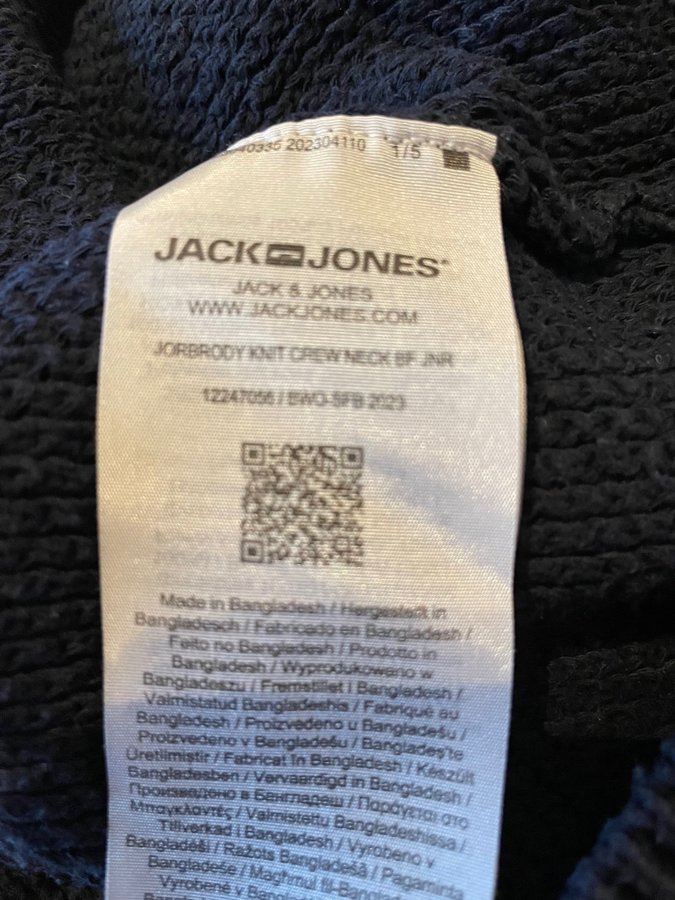 202304110 1/5
JACK JONES®
JACK & JONES
WWW.JACKJONES.COM
JORBRODY KNIT CREW NECK BF JNR
12247056 / BWO-SFB 2023
Made in Bangladesh / Hergestellt in
Bangladesch / Fabricado en Bangladesh /
Feito no Bangladesh / Prodotto in
Bangladesh / Wyprodukowano w
Bangladeszu / Fremstillet i Bangladesh /
Valmistatud Bangladeshis / Fabriqué au
Bangladesh / Proizvedeno u Bangladešu /
Proizvedeno v Bangladešu / Bangladeş'te
Üretilmiştir / Fabricat în Bangladesh / Készült
Bangladesben / Vervaardigd in Bangladesh /
Произведено в Бангладеш / Παράγεται στο
Μπαγκλαντές / Valmistettu Bangladeshissa /
Tillverkad i Bangladesh / Vyrobeno v
Bangladéši / Ražots Bangladešā / Pagaminta
Bangladeše / Maghmul fil-Bangladesh
Vyrobené v